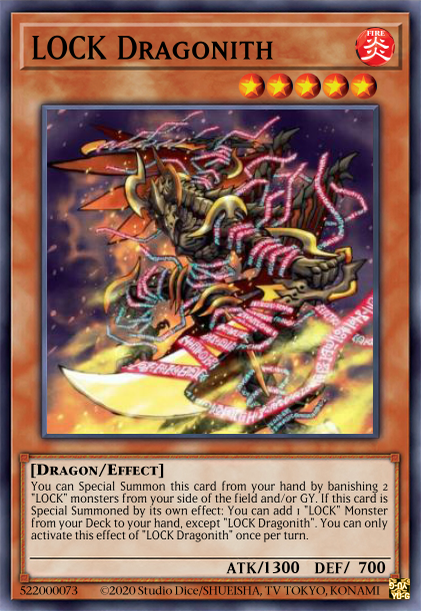 LOCK Dragonith
FIRE
炎
[Dragon/Effect]
You can Special Summon this card from your hand by banishing 2
"LOCK" monsters from your side of the field and/or GY. If this card is
Special Summoned by its own effect: You can add 1 "LOCK" Monster
from your Deck to your hand, except "LOCK Dragonith". You can only
activate this effect of "LOCK Dragonith" once per turn.
ATK/1300 DEF/ 700
522000073 ©2020 Studio Dice/SHUEISHA, TV TOKYO, KONAMI